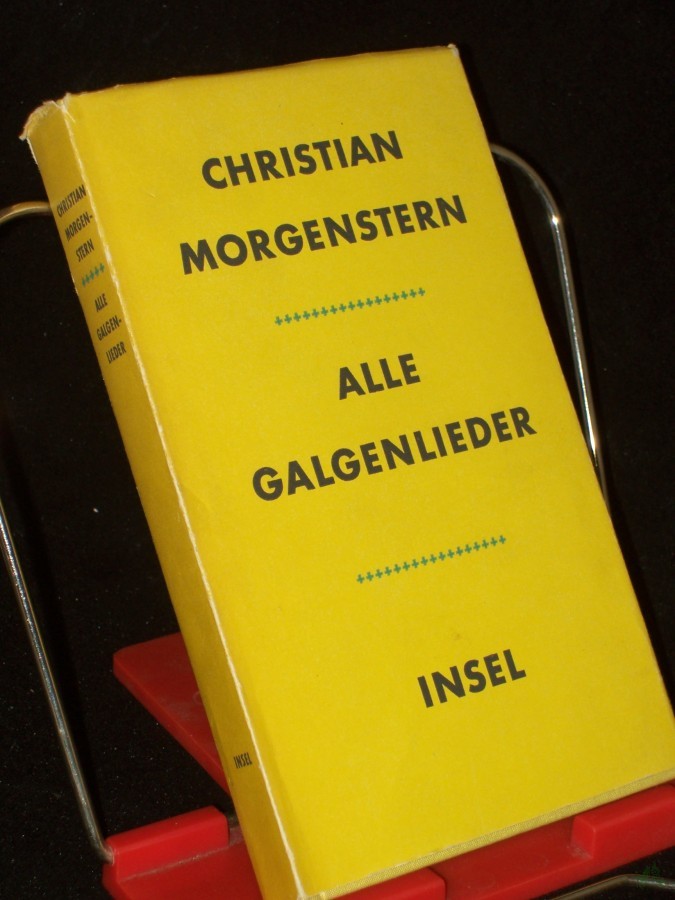 CHRISTIAN
MORGENSTERN
ALLE
GALGENLIEDER
INSEL
CHRISTIAN
MORGEN-
STERN
ALLE
GALGEN-
LIEDER
INSEL